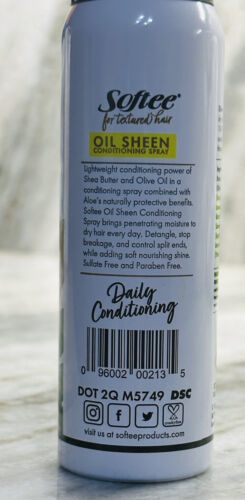 Softee
for textured hair
OIL SHEEN
CONDITIONING SPRAY
Lightweight conditioning power of
Shea Butter and Olive Oil in a
conditioning spray combined with
Aloe's naturally protective benefits.
Softee Oil Sheen Conditioning
Spray brings penetrating moisture to
dry hair every day. Detangle, stop
breakage, and control split ends,
while adding soft nourishing shine.
Sulfate Free and Paraben Free.
Daily
Conditioning
0 96002 00213 5
DOT 2Q M5749 DSC
visit us at softeeproducts.com